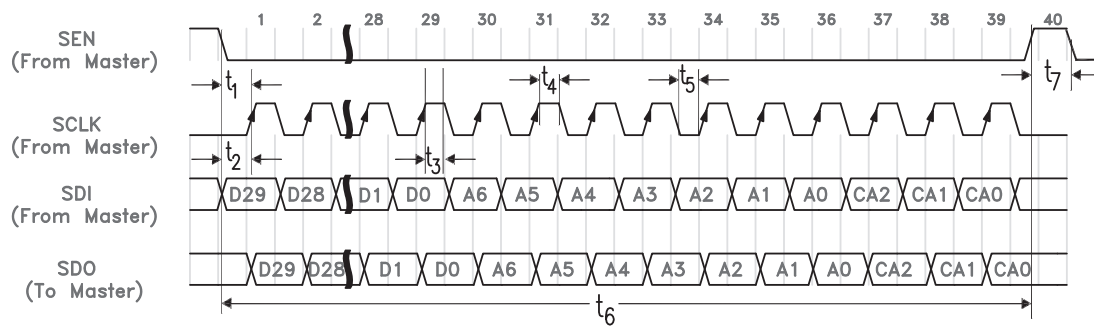 1 2 28 29 30 31 32 33 34 35 36 37 38 39 40
SEN
(From Master)
t1 t4 t5 t7
SCLK
(From Master)
t2 t3
SDI
(From Master)
D29 D28 D1 D0 A6 A5 A4 A3 A2 A1 A0 CA2 CA1 CA0
SDO
(To Master)
D29 D28 D1 D0 A6 A5 A4 A3 A2 A1 A0 CA2 CA1 CA0
t6